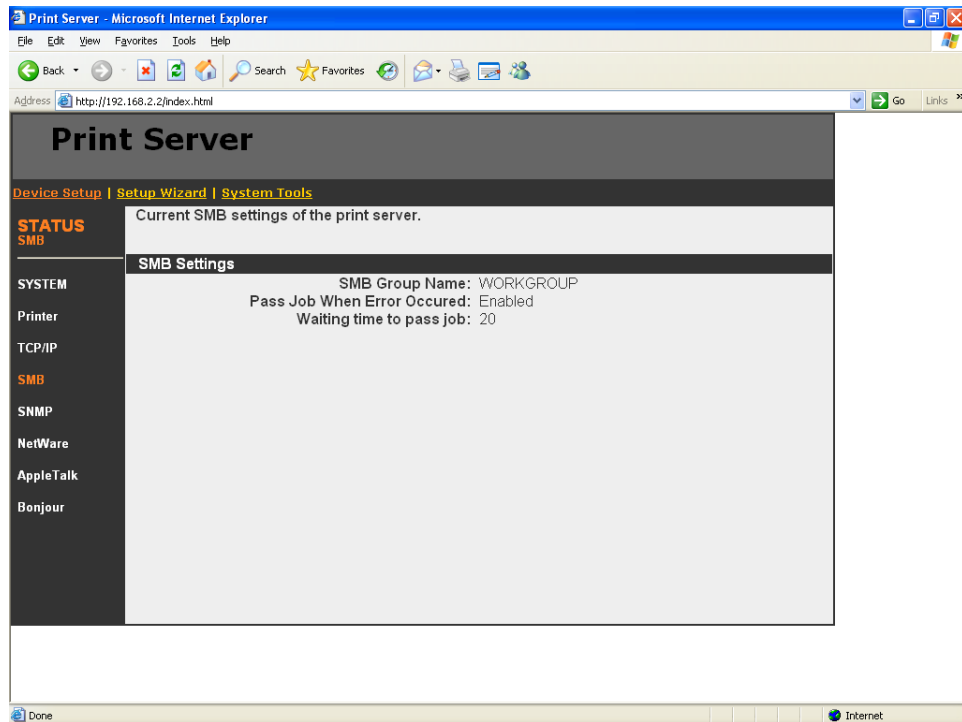 Print Server - Microsoft Internet Explorer
File Edit View Favorites Tools Help
Back Search Favorites
Address http://192.168.2.2/index.html Go Links »
Print Server
Device Setup | Setup Wizard | System Tools
STATUS
SMB
Current SMB settings of the print server.
SMB Settings
SMB Group Name: WORKGROUP
Pass Job When Error Occured: Enabled
Waiting time to pass job: 20
SYSTEM
Printer
TCP/IP
SMB
SNMP
NetWare
AppleTalk
Bonjour
Done Internet